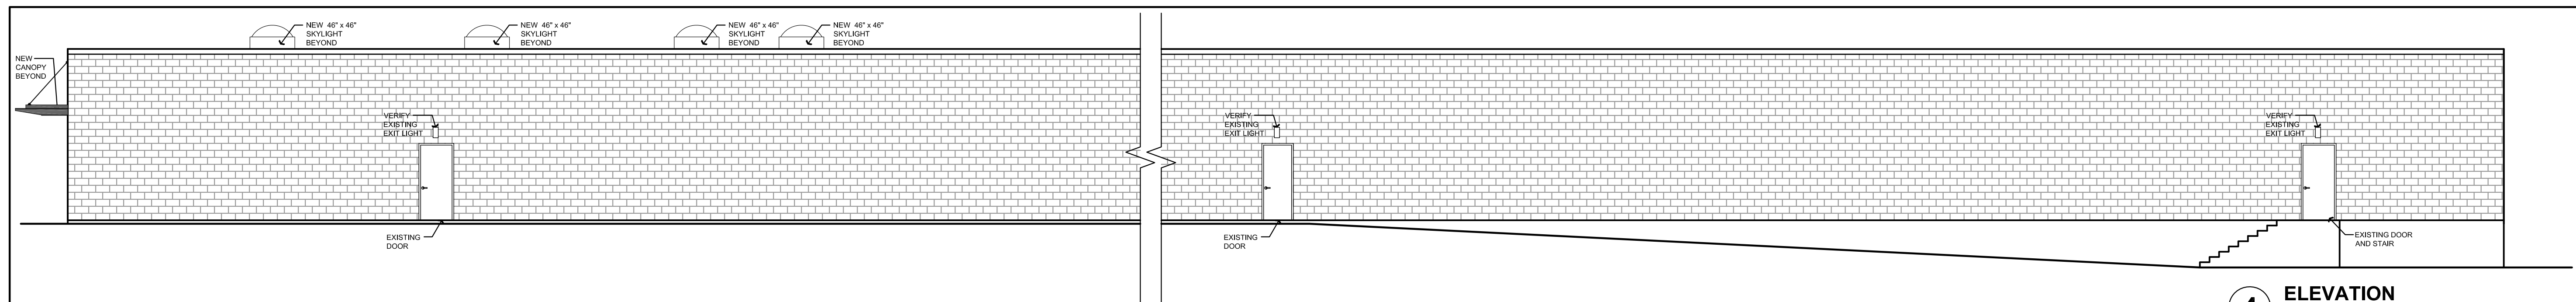 NEW 46" x 46"
SKYLIGHT
BEYOND
NEW 46" x 46"
SKYLIGHT
BEYOND
NEW 46" x 46"
SKYLIGHT
BEYOND
NEW 46" x 46"
SKYLIGHT
BEYOND
NEW
CANOPY
BEYOND
VERIFY
EXISTING
EXIT LIGHT
VERIFY
EXISTING
EXIT LIGHT
VERIFY
EXISTING
EXIT LIGHT
EXISTING
DOOR
EXISTING
DOOR
EXISTING DOOR
AND STAIR
ELEVATION